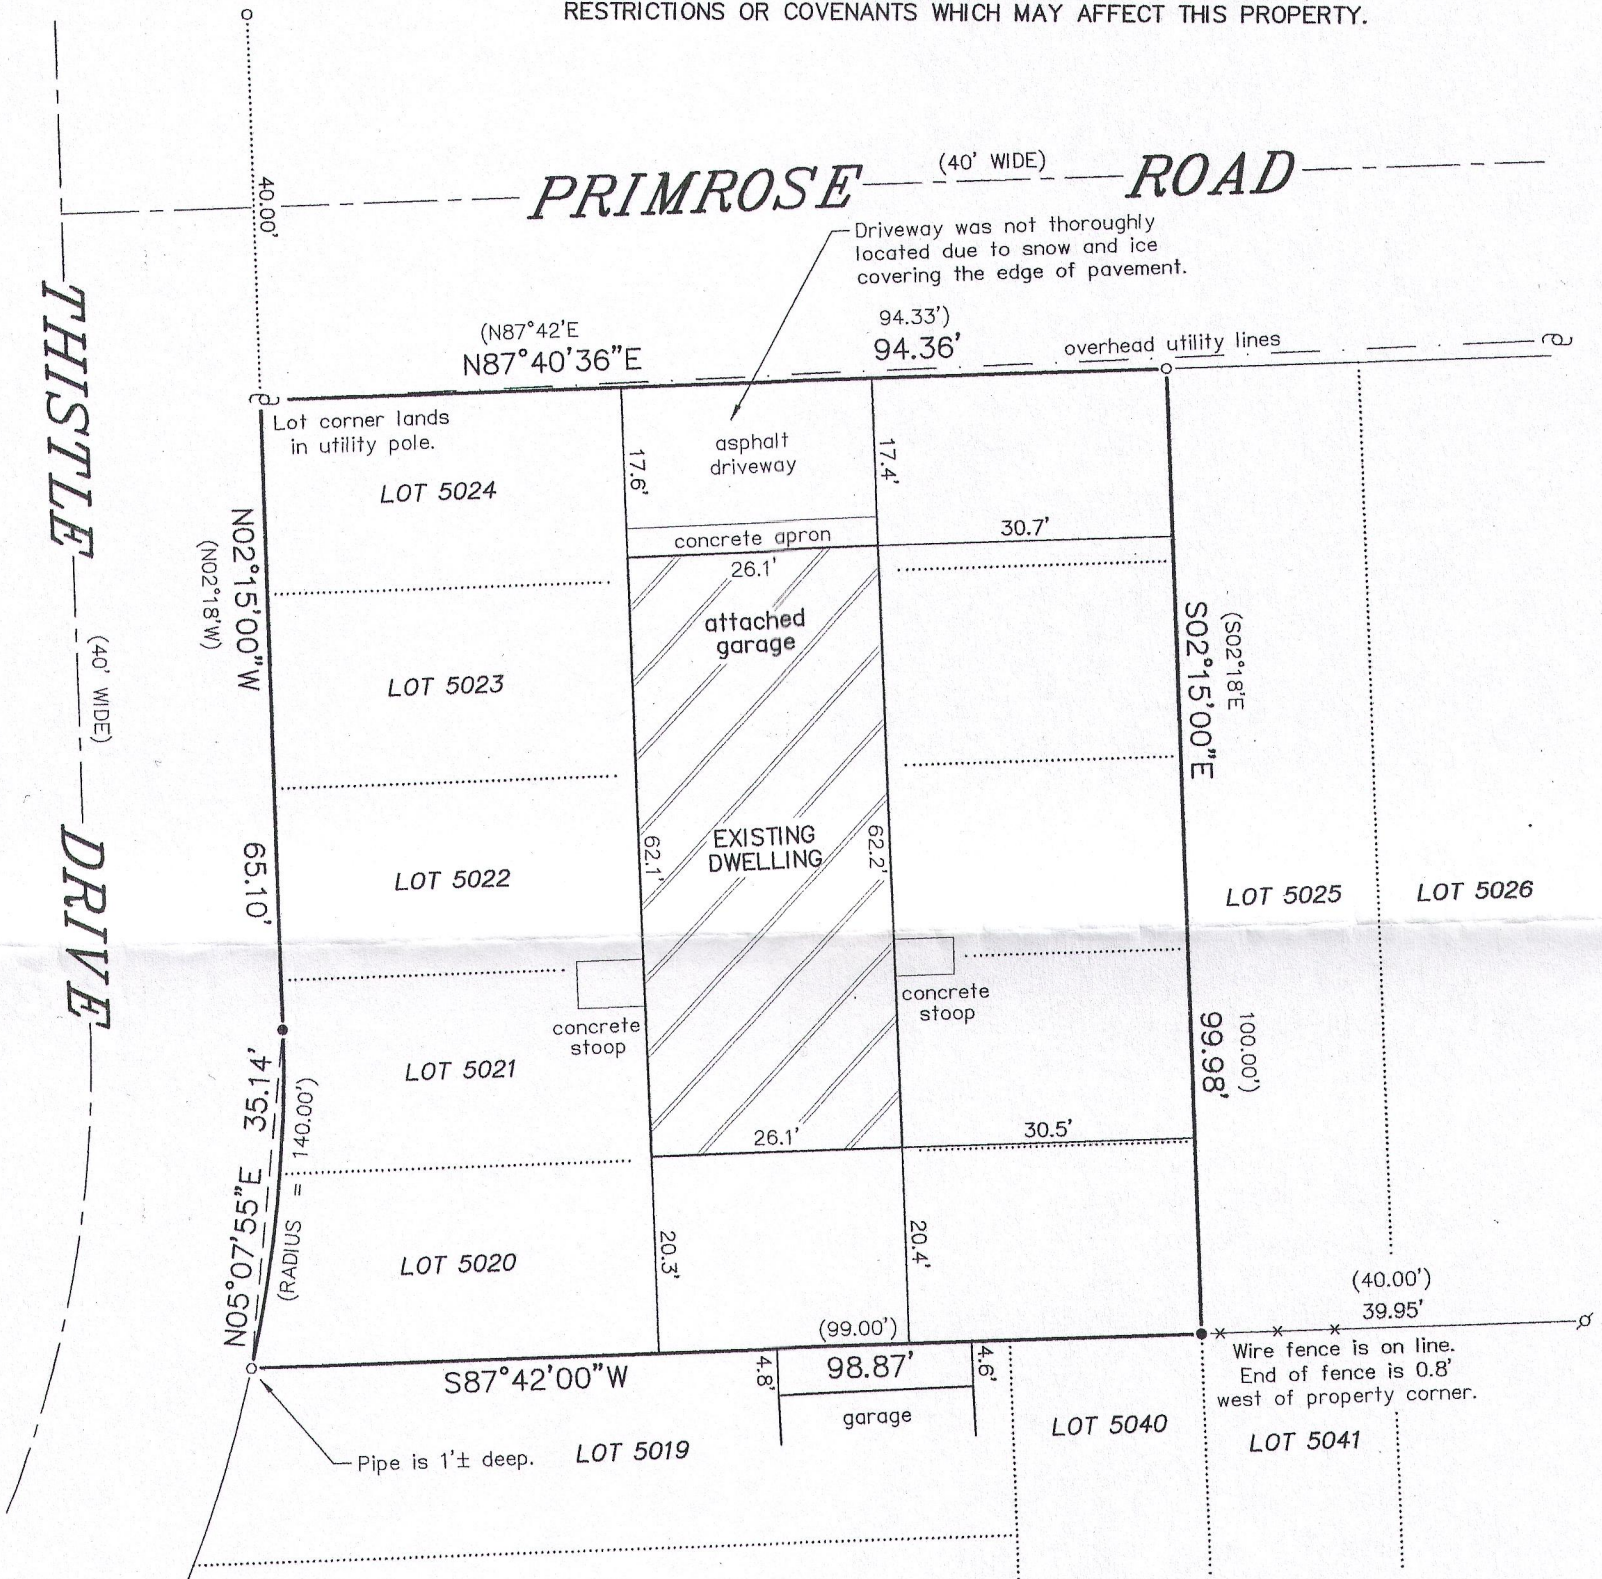 RESTRICTIONS OR COVENANTS WHICH MAY AFFECT THIS PROPERTY.
PRIMROSE (40' WIDE) ROAD
40.00'
Driveway was not thoroughly
located due to snow and ice
covering the edge of pavement.
(N87°42'E 94.33')
N87°40'36"E 94.36'
overhead utility lines
THISTLE (40' WIDE) DRIVE
Lot corner lands
in utility pole.
LOT 5024
17.6'
asphalt
driveway
17.4'
concrete apron
30.7'
26.1'
N02°15'00"W 65.10'
(N02°18'W)
attached
garage
LOT 5023
(S02°18'E 100.00')
S02°15'00"E 99.98'
62.1'
EXISTING
DWELLING
62.2'
LOT 5022
LOT 5025
LOT 5026
concrete
stoop
concrete
stoop
LOT 5021
N05°07'55"E 35.14'
(RADIUS = 140.00')
26.1'
30.5'
LOT 5020
20.3'
20.4'
(40.00')
39.95'
(99.00')
S87°42'00"W 98.87'
4.8'
4.6'
garage
Wire fence is on line.
End of fence is 0.8'
west of property corner.
Pipe is 1'± deep.
LOT 5019
LOT 5040
LOT 5041